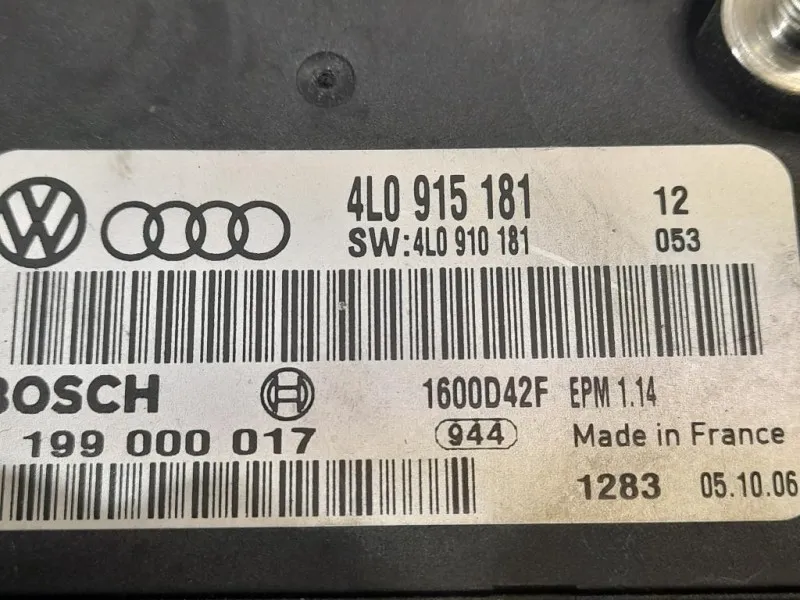 4L0 915 181 12
SW:4L0 910 181 053
BOSCH 1600D42F EPM 1.14
199 000 017 944 Made in France
1283 05.10.06